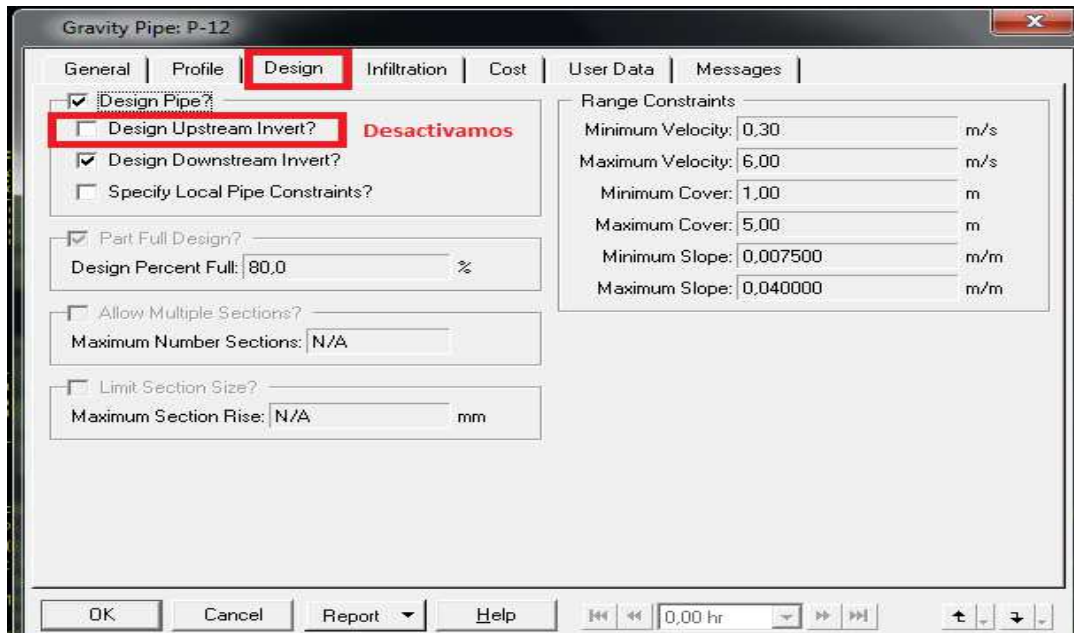 Gravity Pipe: P-12
General Profile Design Infiltration Cost User Data Messages
Design Pipe?
Design Upstream Invert? Desactivamos
Design Downstream Invert?
Specify Local Pipe Constraints?
Part Full Design?
Design Percent Full: 80,0 %
Allow Multiple Sections?
Maximum Number Sections: N/A
Limit Section Size?
Maximum Section Rise: N/A mm
Range Constraints
Minimum Velocity: 0,30 m/s
Maximum Velocity: 6,00 m/s
Minimum Cover: 1,00 m
Maximum Cover: 5,00 m
Minimum Slope: 0,007500 m/m
Maximum Slope: 0,040000 m/m
OK Cancel Report Help 0,00 hr